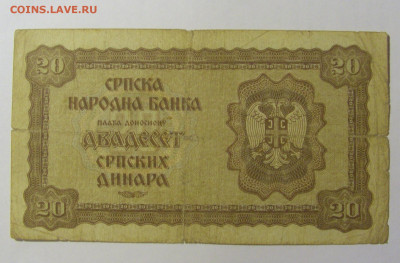 COINS.LAVE.RU
20 20
СРПСКА
НАРОДНА БАНКА
ПЛАЋА ДОНОСИОЦУ
ДВАДЕСЕТ
СРПСКИХ
ДИНАРА
20 20